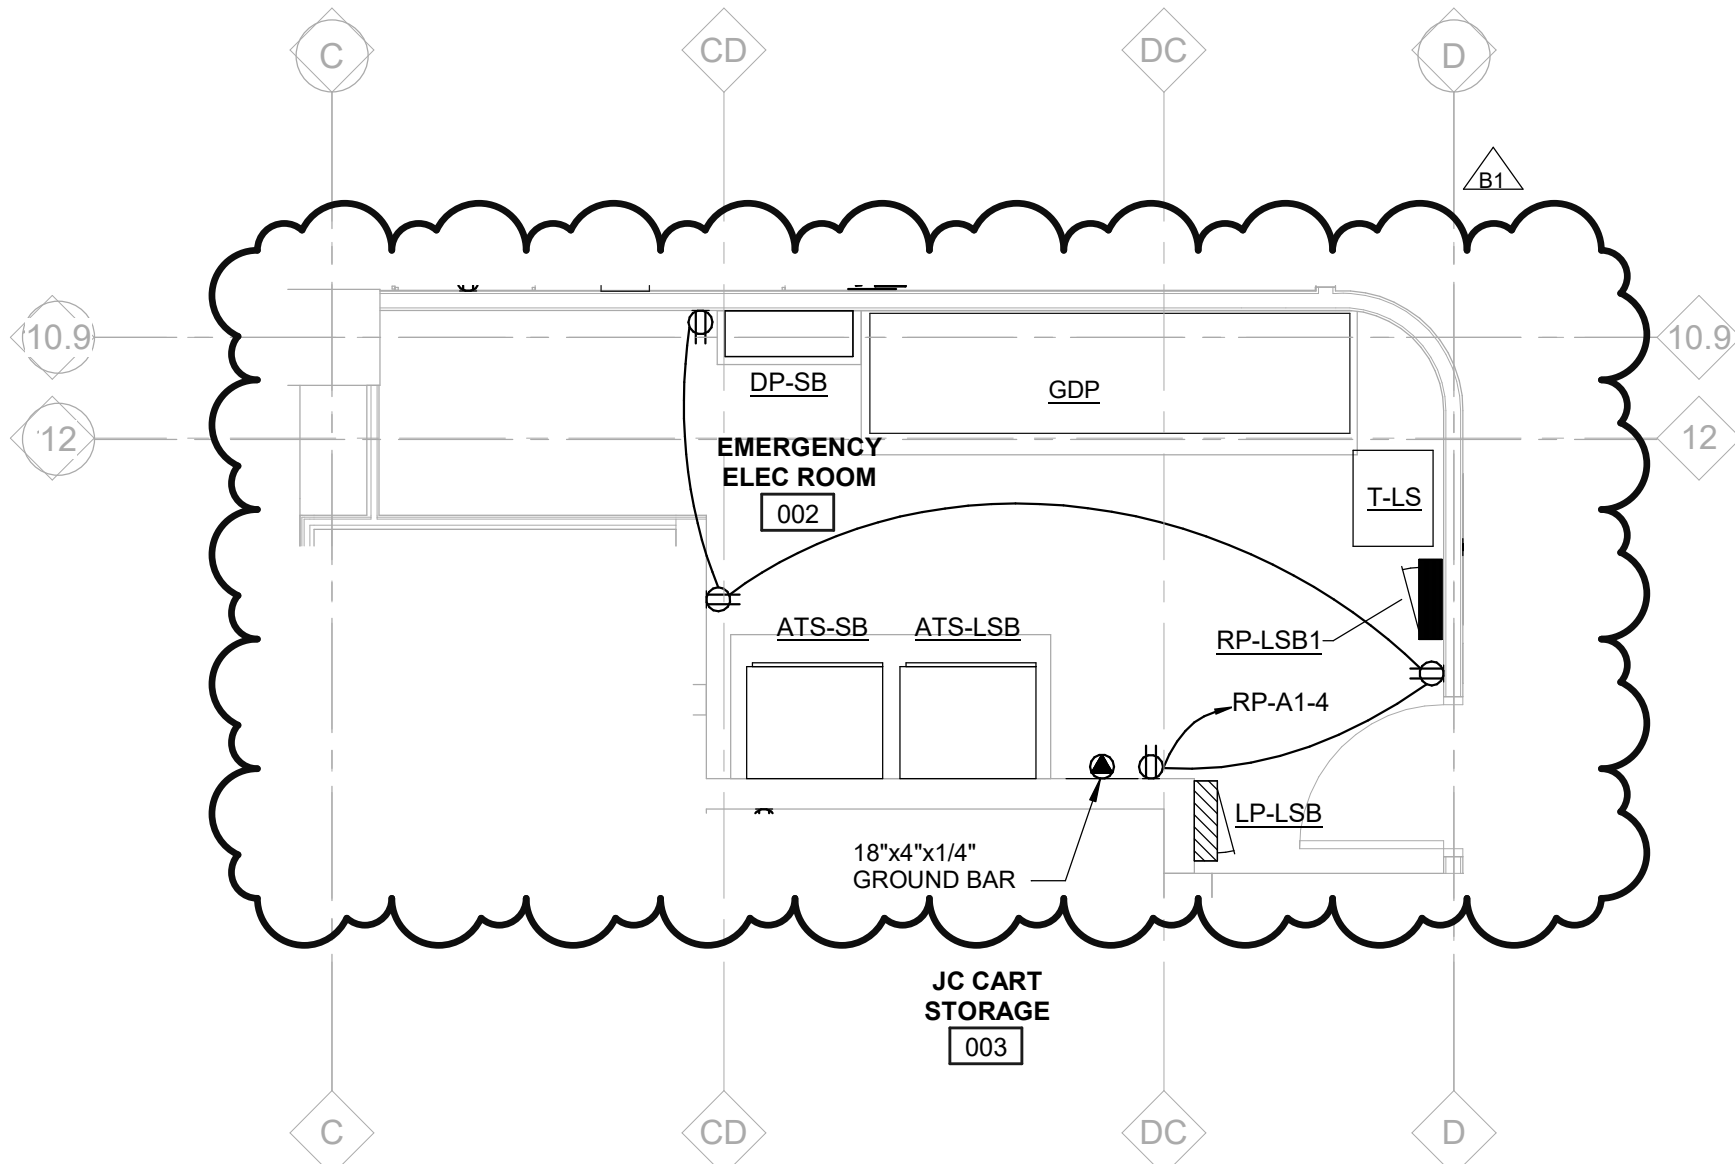 C
CD
DC
D
B1
10.9
10.9
DP-SB
GDP
12
12
EMERGENCY
ELEC ROOM
002
T-LS
ATS-SB
ATS-LSB
RP-LSB1
RP-A1-4
LP-LSB
18"x4"x1/4"
GROUND BAR
JC CART
STORAGE
003
C
CD
DC
D